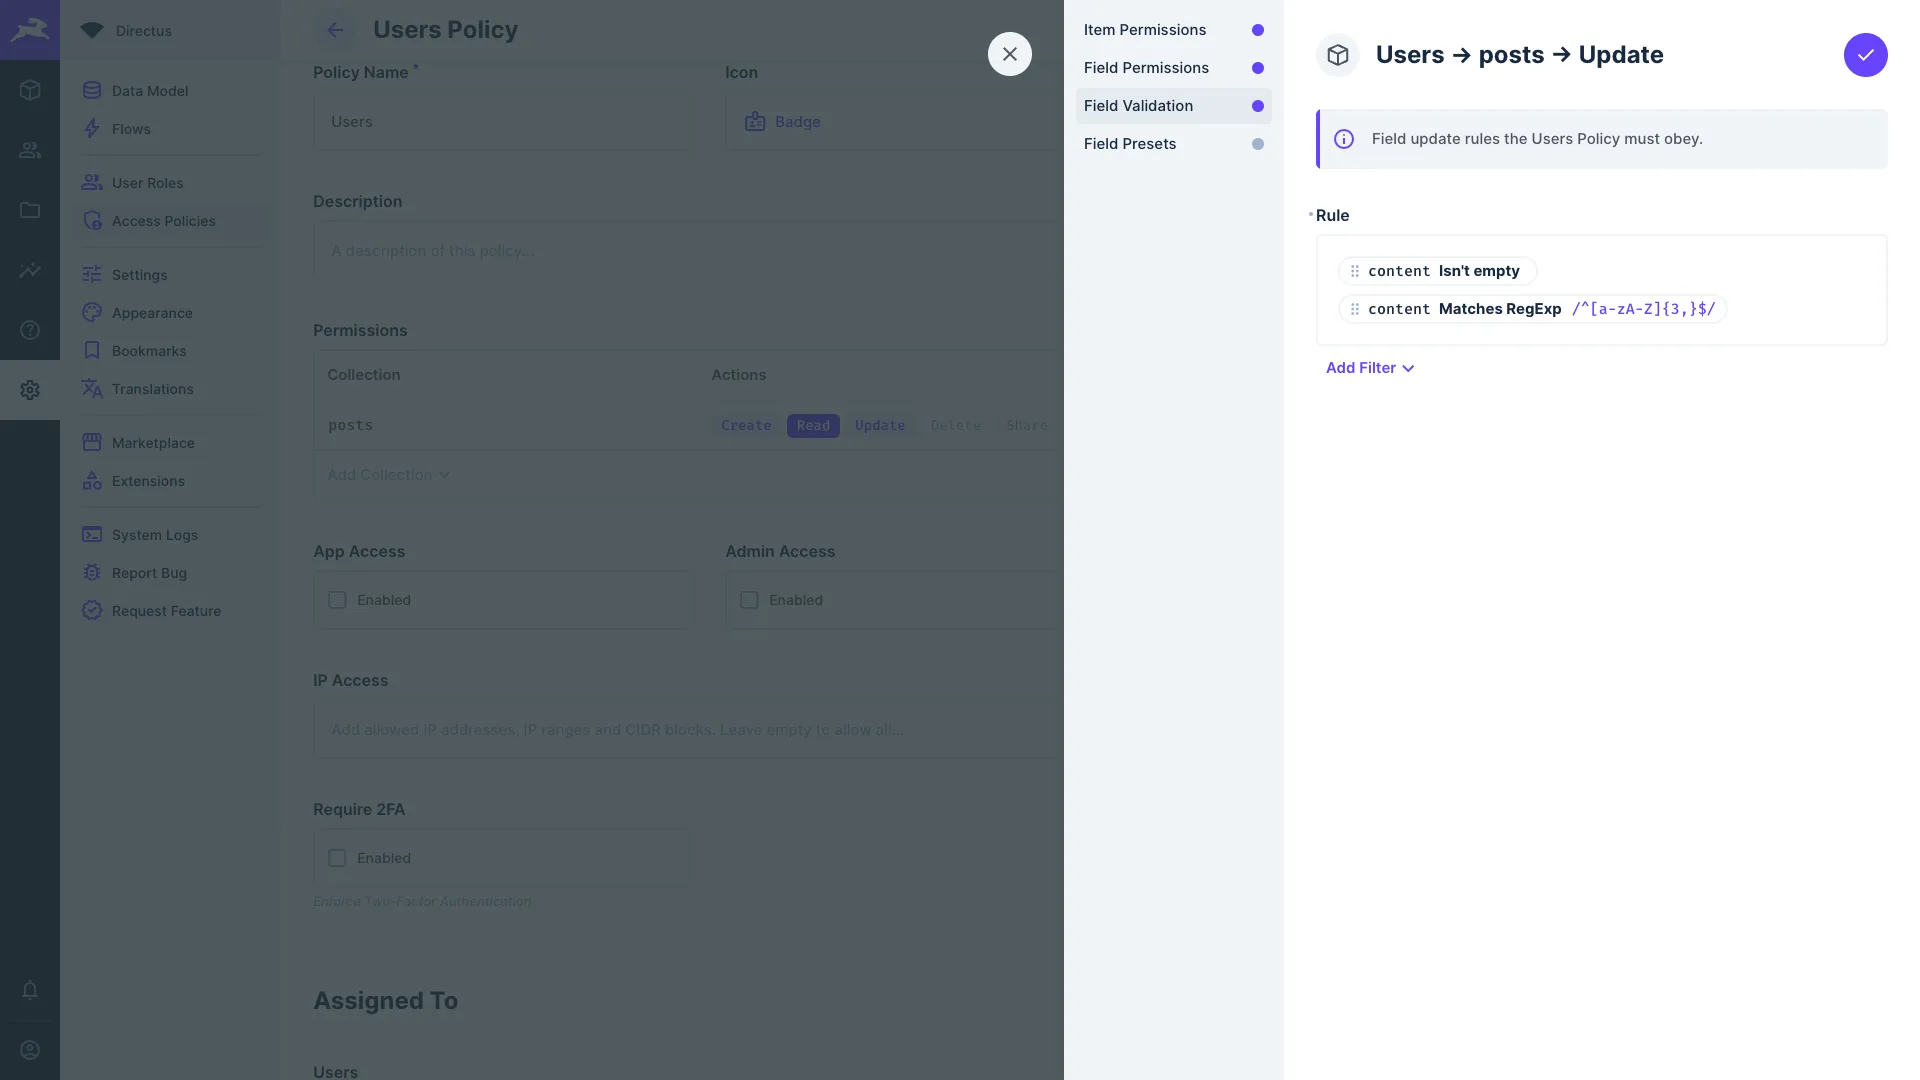 Directus
Data Model
Flows
User Roles
Access Policies
Settings
Appearance
Bookmarks
Translations
Marketplace
Extensions
System Logs
Report Bug
Request Feature
Users Policy
Policy Name *
Icon
Users
Badge
Description
A description of this policy...
Permissions
Collection Actions
posts Create Read Update Delete Share
Add Collection
App Access
Admin Access
Enabled
Enabled
IP Access
Add allowed IP addresses, IP ranges and CIDR blocks. Leave empty to allow all...
Require 2FA
Enabled
Enforce Two-Factor Authentication
Assigned To
Users
Item Permissions
Field Permissions
Field Validation
Field Presets
Users → posts → Update
Field update rules the Users Policy must obey.
Rule
content Isn't empty
content Matches RegExp /^[a-zA-Z]{3,}$/
Add Filter